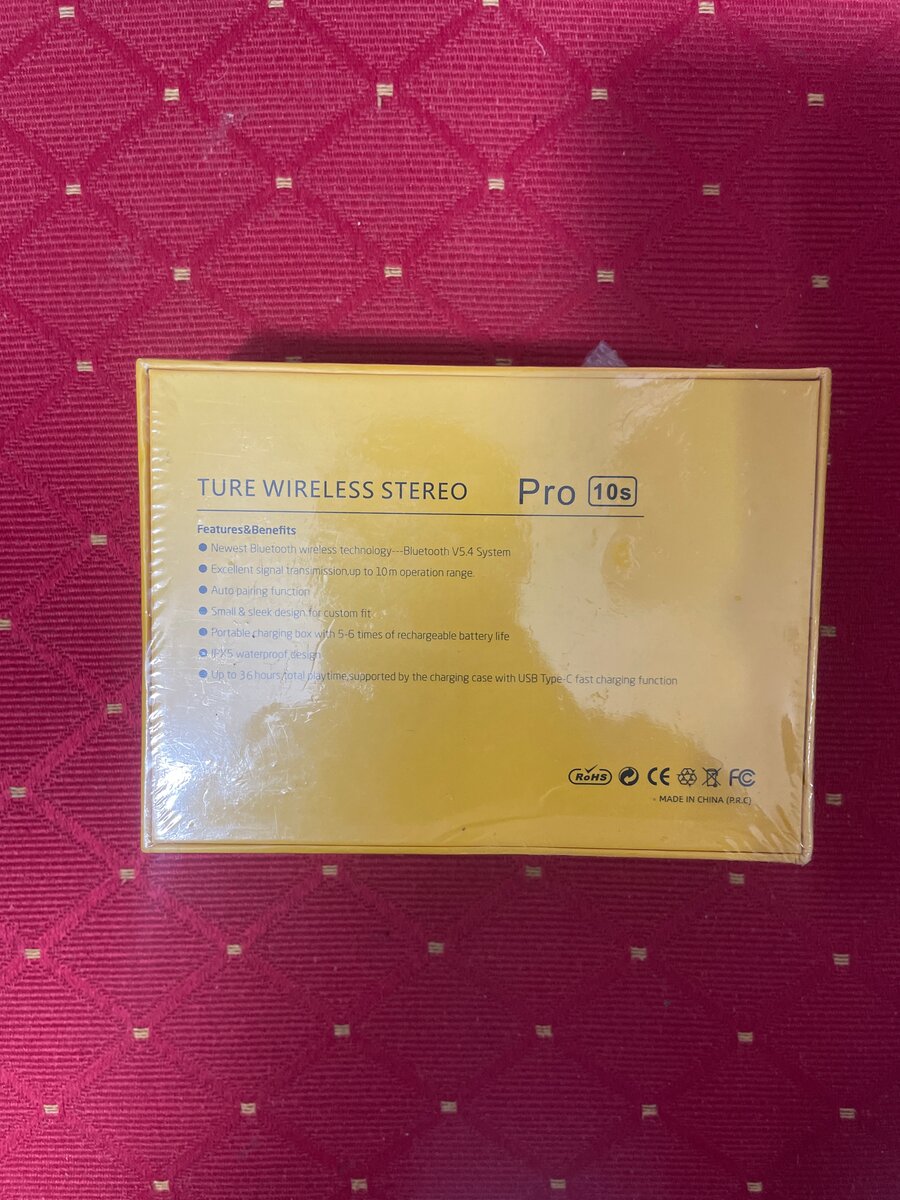 TURE WIRELESS STEREO Pro 10s
Features&Benefits
● Newest Bluetooth wireless technology---Bluetooth V5.4 System
● Excellent signal transimission,up to 10m operation range.
● Auto pairing function
● Small & sleek design for custom fit
● Portable charging box with 5-6 times of rechargeable battery life
● IPX5 waterproof design
● Up to 36hours total playtime,supported by the charging case with USB Type-C fast charging function
RoHS CE FC
MADE IN CHINA (P.R.C)